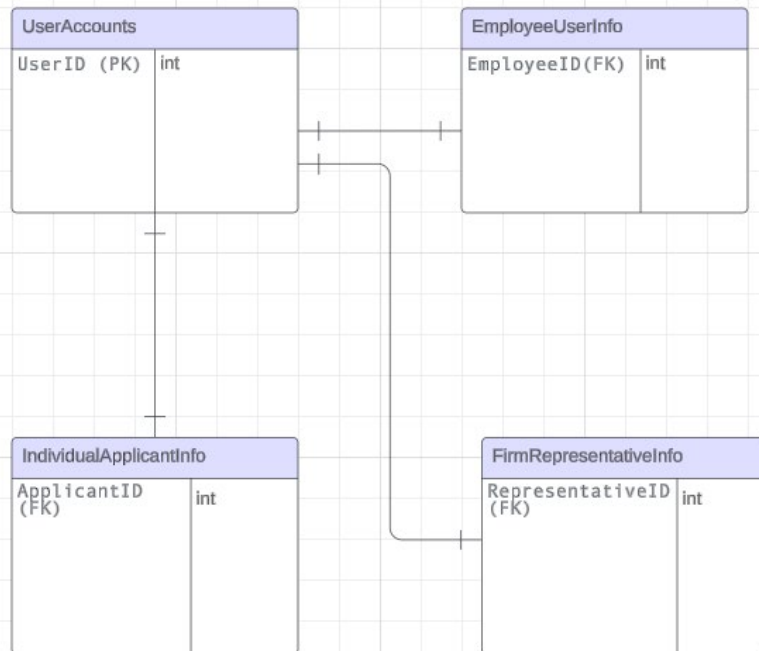 UserAccounts
UserID (PK) int
EmployeeUserInfo
EmployeeID(FK) int
IndividualApplicantInfo
ApplicantID
(FK)
int
FirmRepresentativeInfo
RepresentativeID
(FK)
int